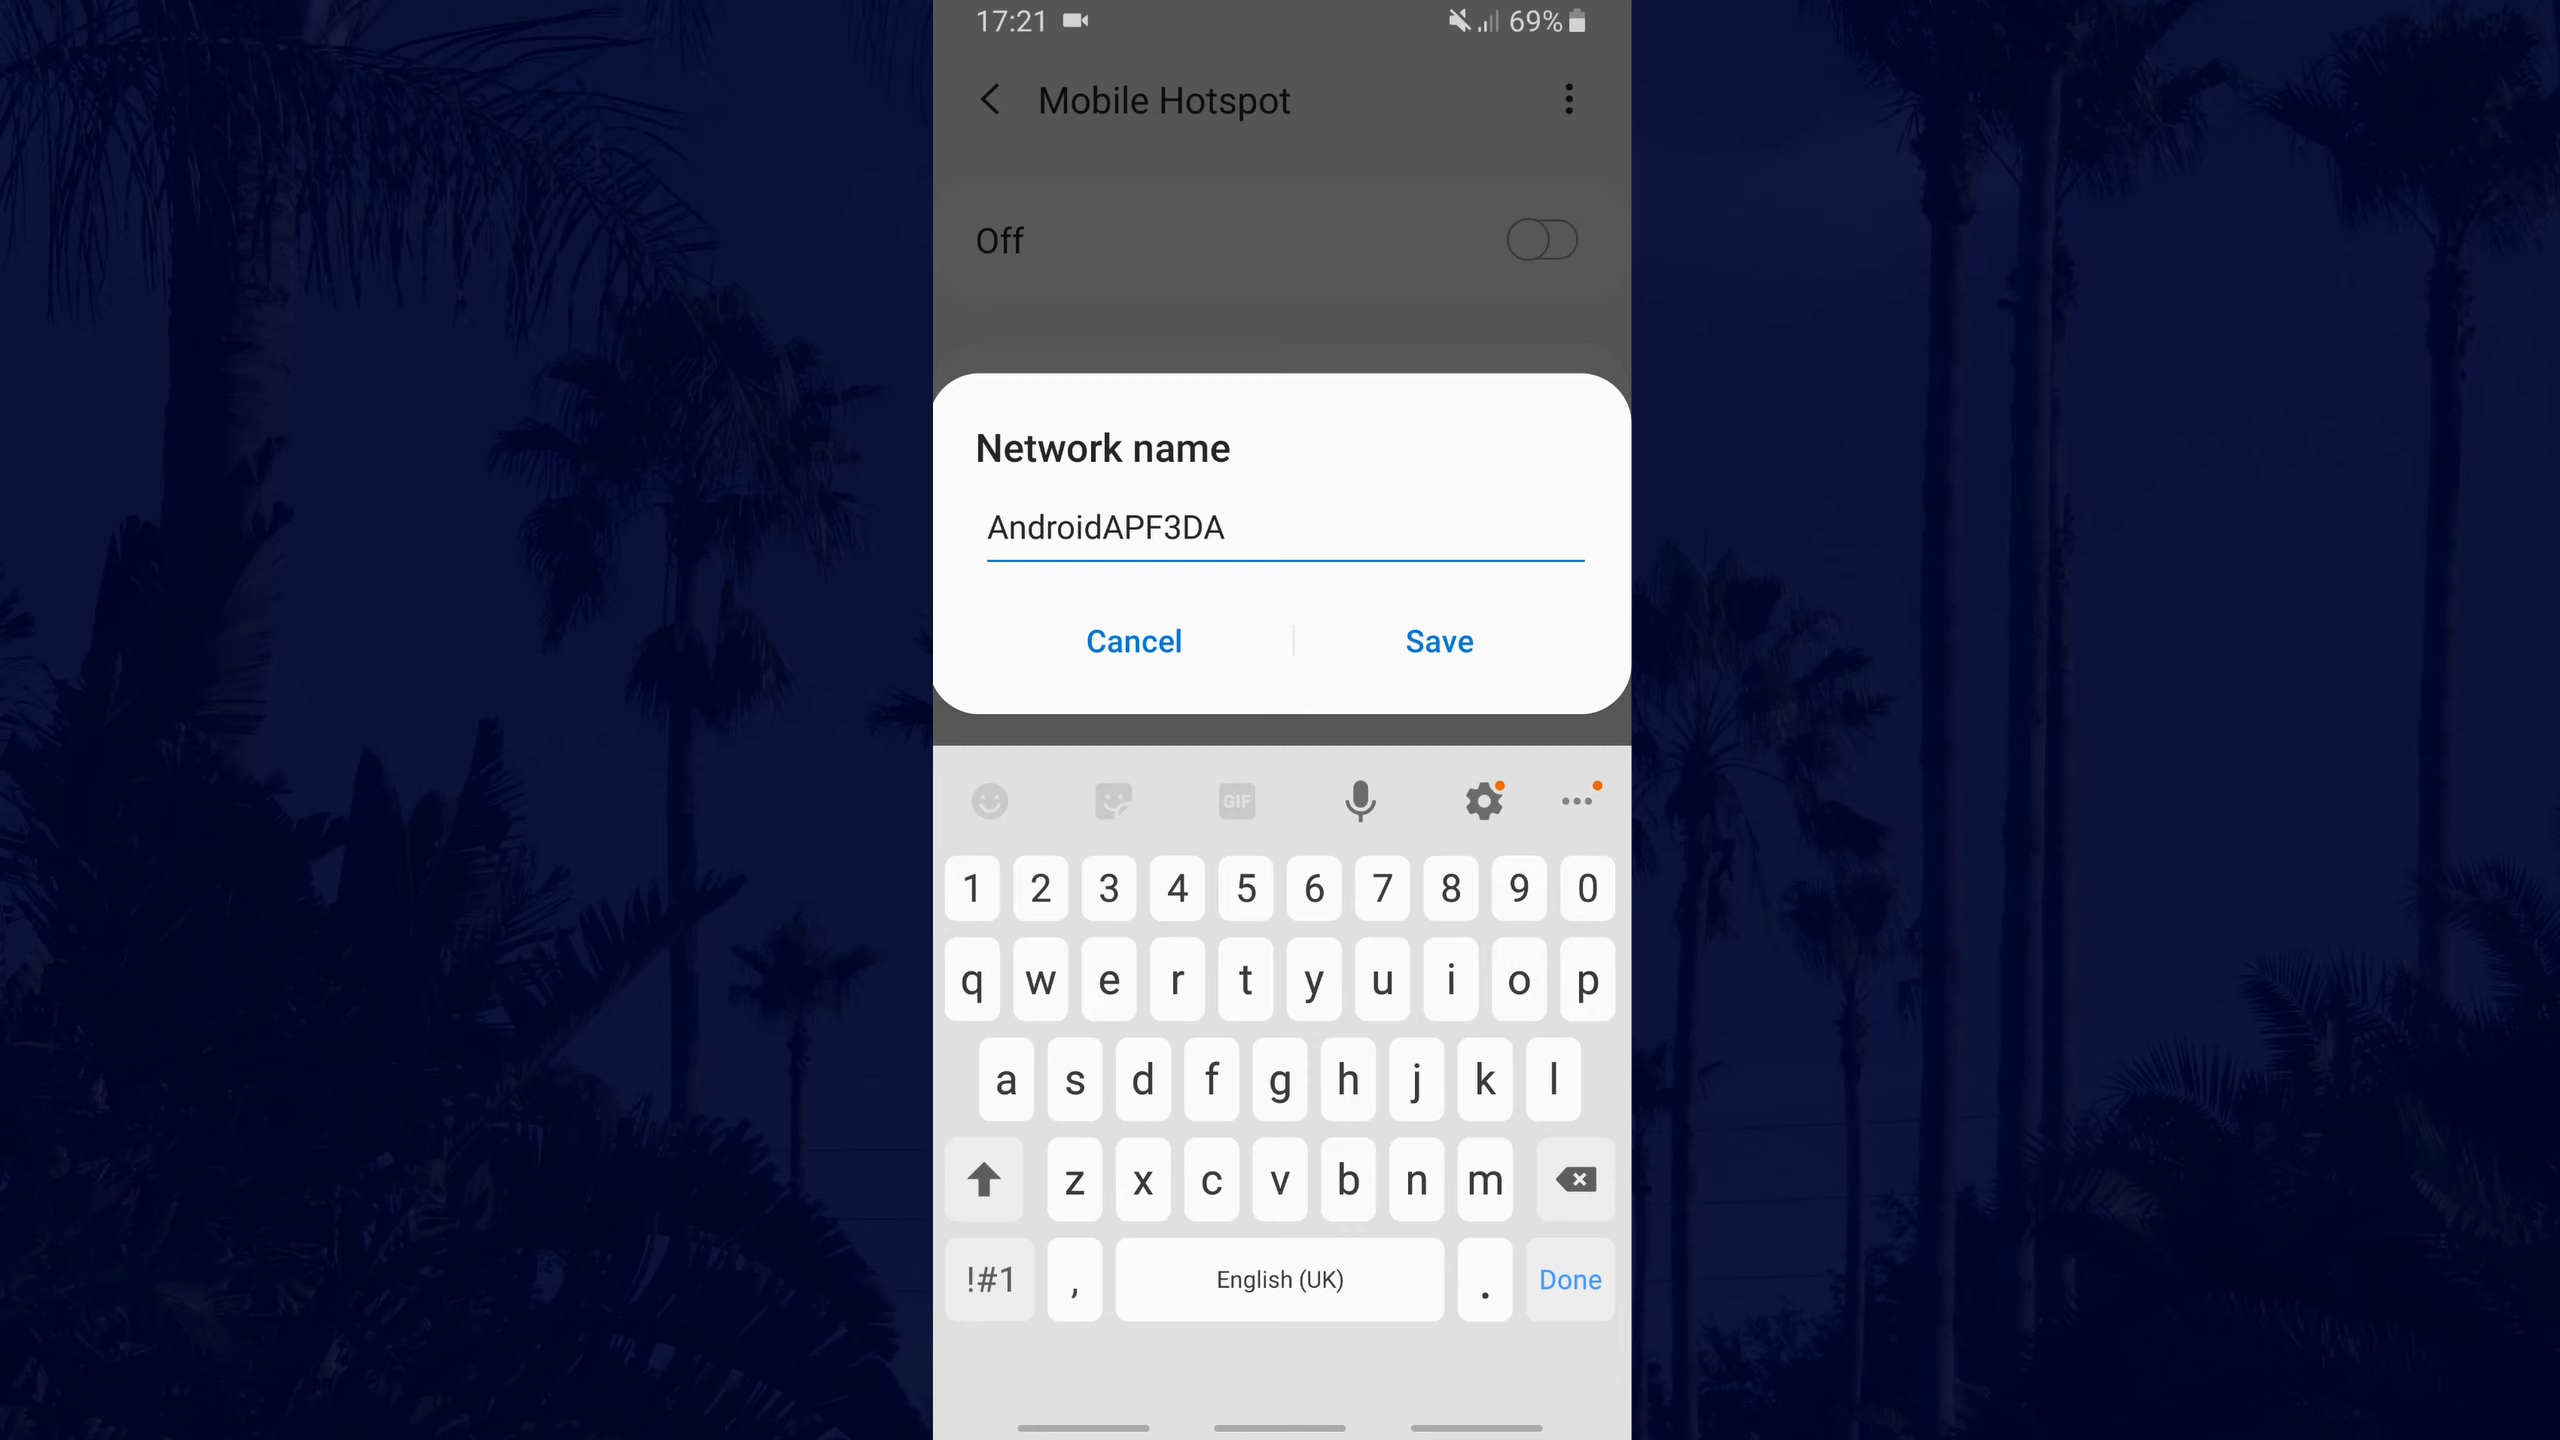 17:21 69%
Mobile Hotspot
Off
Network name
AndroidAPF3DA
Cancel Save
GIF
1 2 3 4 5 6 7 8 9 0
q w e r t y u i o p
a s d f g h j k l
z x c v b n m
!#1 , English (UK) . Done